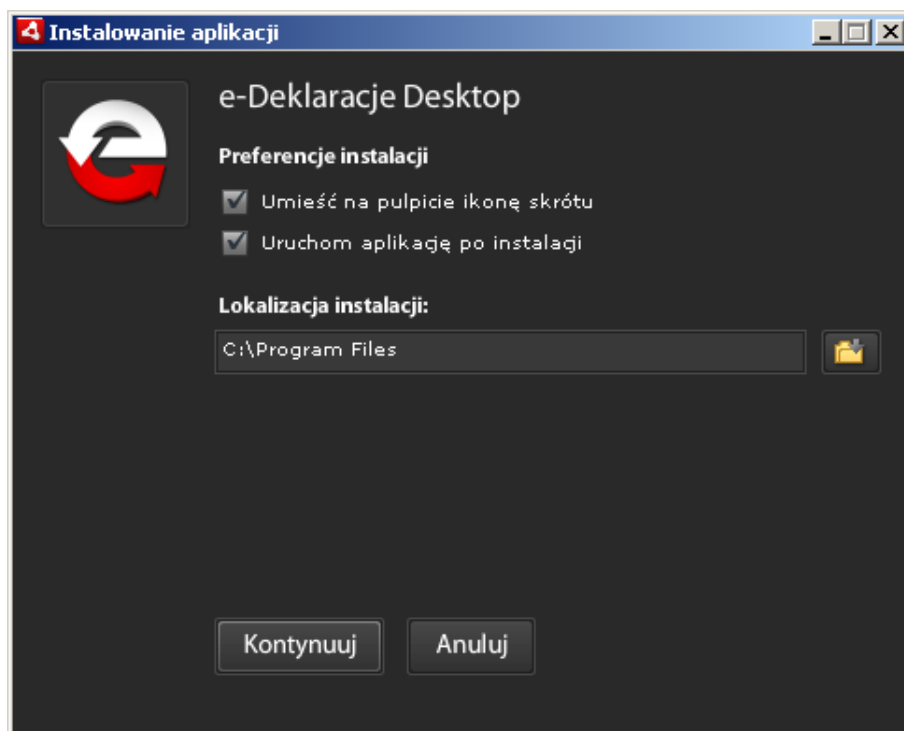 Instalowanie aplikacji
e-Deklaracje Desktop
Preferencje instalacji
Umieść na pulpicie ikonę skrótu
Uruchom aplikację po instalacji
Lokalizacja instalacji:
C:\Program Files
Kontynuuj
Anuluj